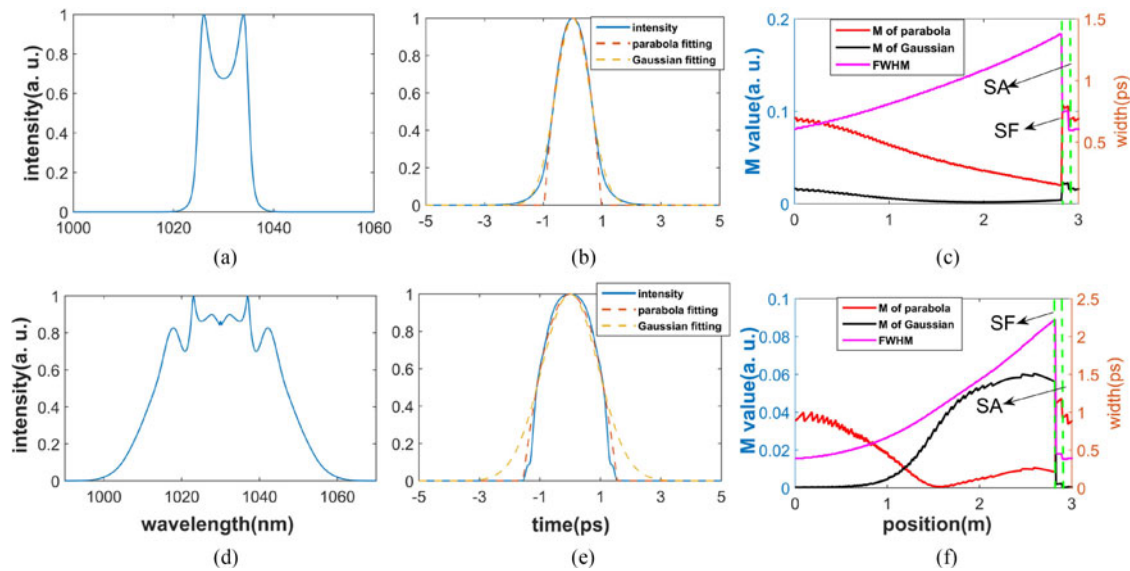 intensity(a. u.)
1
0.8
0.6
0.4
0.2
0
1000 1020 1040 1060
(a)
1
0.8
0.6
0.4
0.2
0
-5 -3 -1 1 3 5
intensity
parabola fitting
Gaussian fitting
(b)
M value(a. u.)
0.2
0.1
0
0 1 2 3
M of parabola
M of Gaussian
FWHM
SA
SF
1.5
1
0.5
width(ps)
(c)
intensity(a. u.)
1
0.8
0.6
0.4
0.2
0
1000 1020 1040 1060
wavelength(nm)
(d)
1
0.8
0.6
0.4
0.2
0
-5 -3 -1 1 3 5
intensity
parabola fitting
Gaussian fitting
time(ps)
(e)
M value(a. u.)
0.1
0.08
0.06
0.04
0.02
0
0 1 2 3
M of parabola
M of Gaussian
FWHM
SF
SA
2.5
2
1.5
1
0.5
0
width(ps)
position(m)
(f)